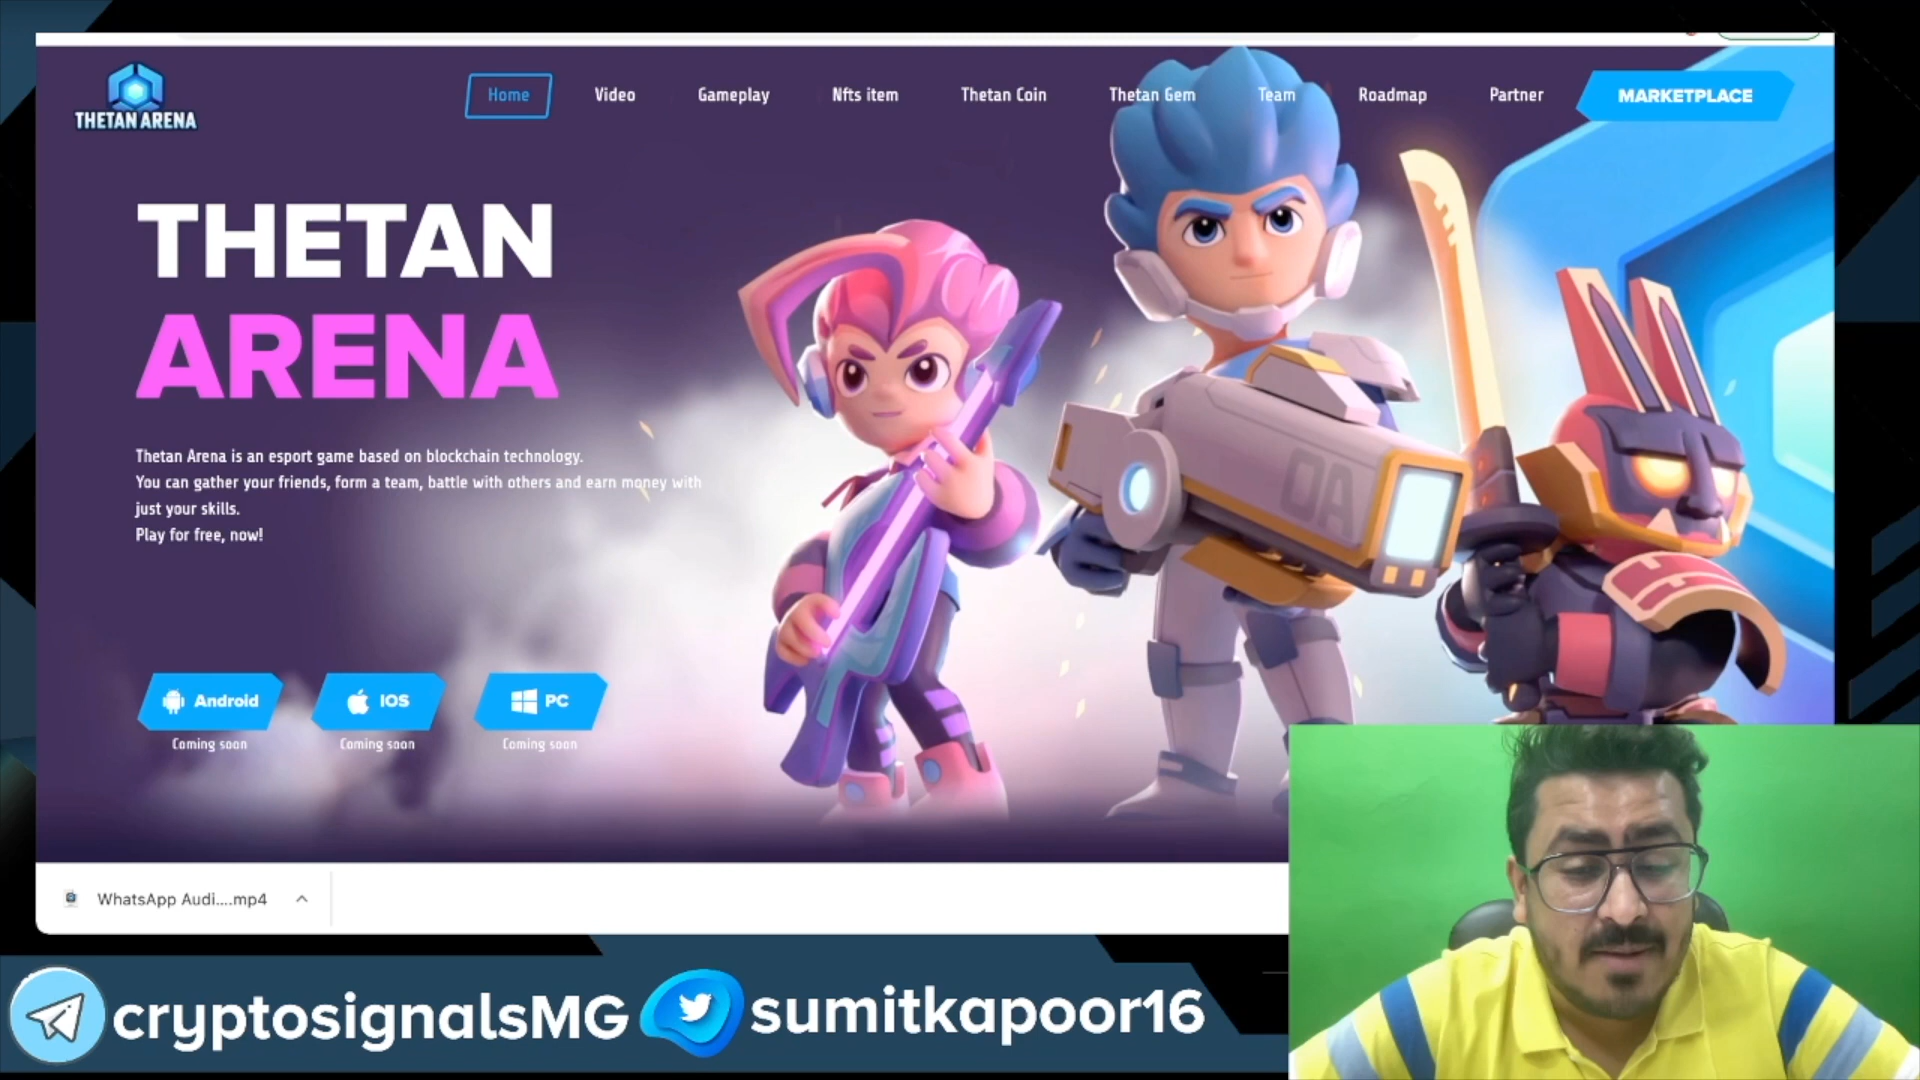 THETAN ARENA
Home
Video
Gameplay
Nfts item
Thetan Coin
Thetan Gem
Team
Roadmap
Partner
MARKETPLACE
THETAN
ARENA
Thetan Arena is an esport game based on blockchain technology.
You can gather your friends, form a team, battle with others and earn money with
just your skills.
Play for free, now!
OA
Android
IOS
PC
Coming soon
Coming soon
Coming soon
WhatsApp Audi....mp4
cryptosignalsMG
sumitkapoor16